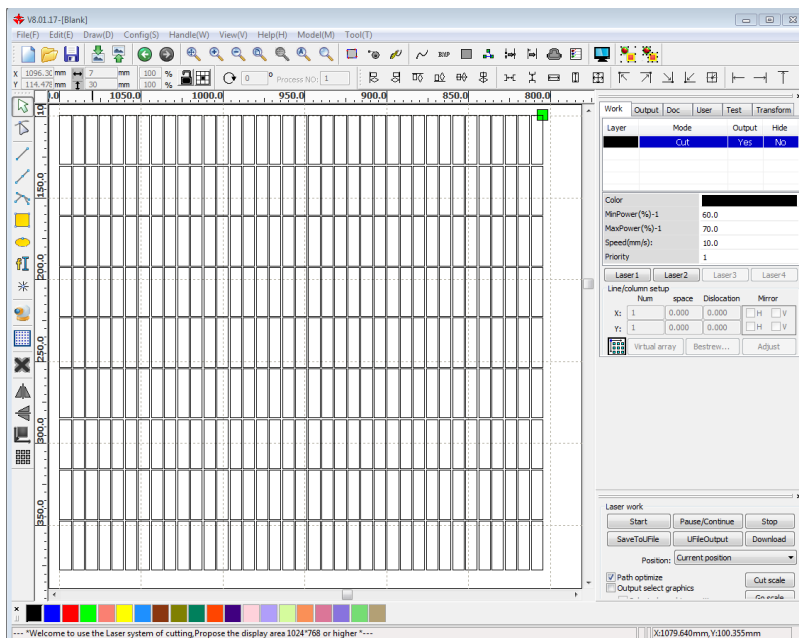 V8.01.17-[Blank]
File(F) Edit(E) Draw(D) Config(S) Handle(W) View(V) Help(H) Model(M) Tool(T)
BMP
X 1096.30 mm 7 mm 100 %
Y 114.478 mm 30 mm 100 %
0 ° Process NO: 1
0.0 1050.0 1000.0 950.0 900.0 850.0 800.0
150.0
200.0
250.0
300.0
350.0
Work Output Doc User Test Transform
Layer Mode Output Hide
Cut Yes No
Color
MinPower(%)-1 60.0
MaxPower(%)-1 70.0
Speed(mm/s): 10.0
Priority 1
Laser1 Laser2 Laser3 Laser4
Line/column setup
Num space Dislocation Mirror
X: 1 0.000 0.000 H V
Y: 1 0.000 0.000 H V
Virtual array Bestrew... Adjust
Laser work
Start Pause/Continue Stop
SaveToUFile UFileOutput Download
Position: Current position
Path optimize Cut scale
Output select graphics
Go scale
--- *Welcome to use the Laser system of cutting,Propose the display area 1024*768 or higher *---
X:1079.640mm,Y:100.355mm